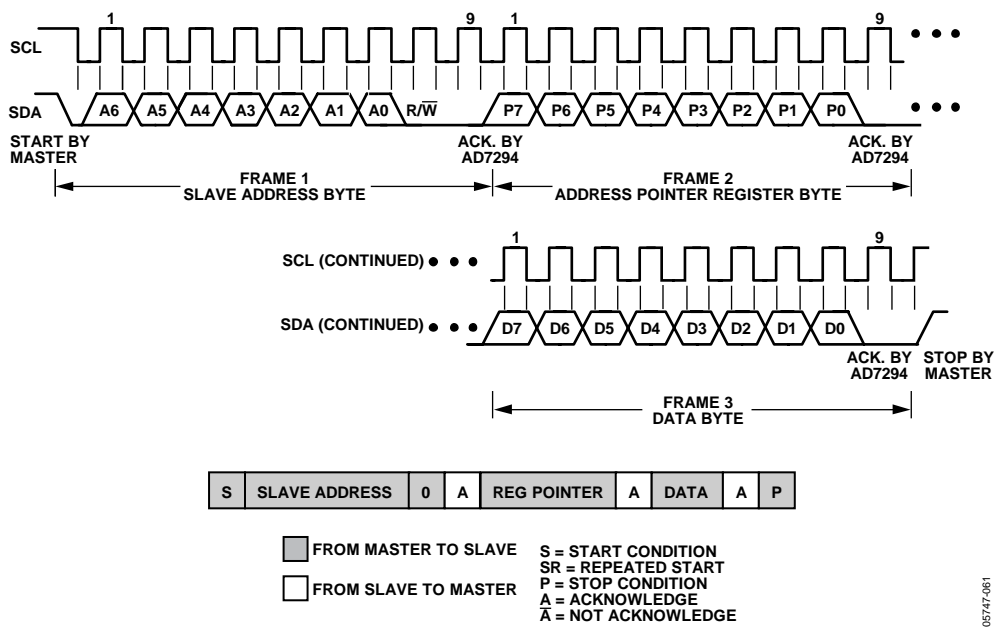 1 9 1 9
SCL
SDA A6 A5 A4 A3 A2 A1 A0 R/W̅ P7 P6 P5 P4 P3 P2 P1 P0
START BY MASTER
ACK. BY AD7294
ACK. BY AD7294
FRAME 1
SLAVE ADDRESS BYTE
FRAME 2
ADDRESS POINTER REGISTER BYTE
1 9
SCL (CONTINUED)
SDA (CONTINUED) D7 D6 D5 D4 D3 D2 D1 D0
ACK. BY AD7294
STOP BY MASTER
FRAME 3
DATA BYTE
S SLAVE ADDRESS 0 A REG POINTER A DATA A P
FROM MASTER TO SLAVE
FROM SLAVE TO MASTER
S = START CONDITION
SR = REPEATED START
P = STOP CONDITION
A = ACKNOWLEDGE
A̅ = NOT ACKNOWLEDGE
05747-061